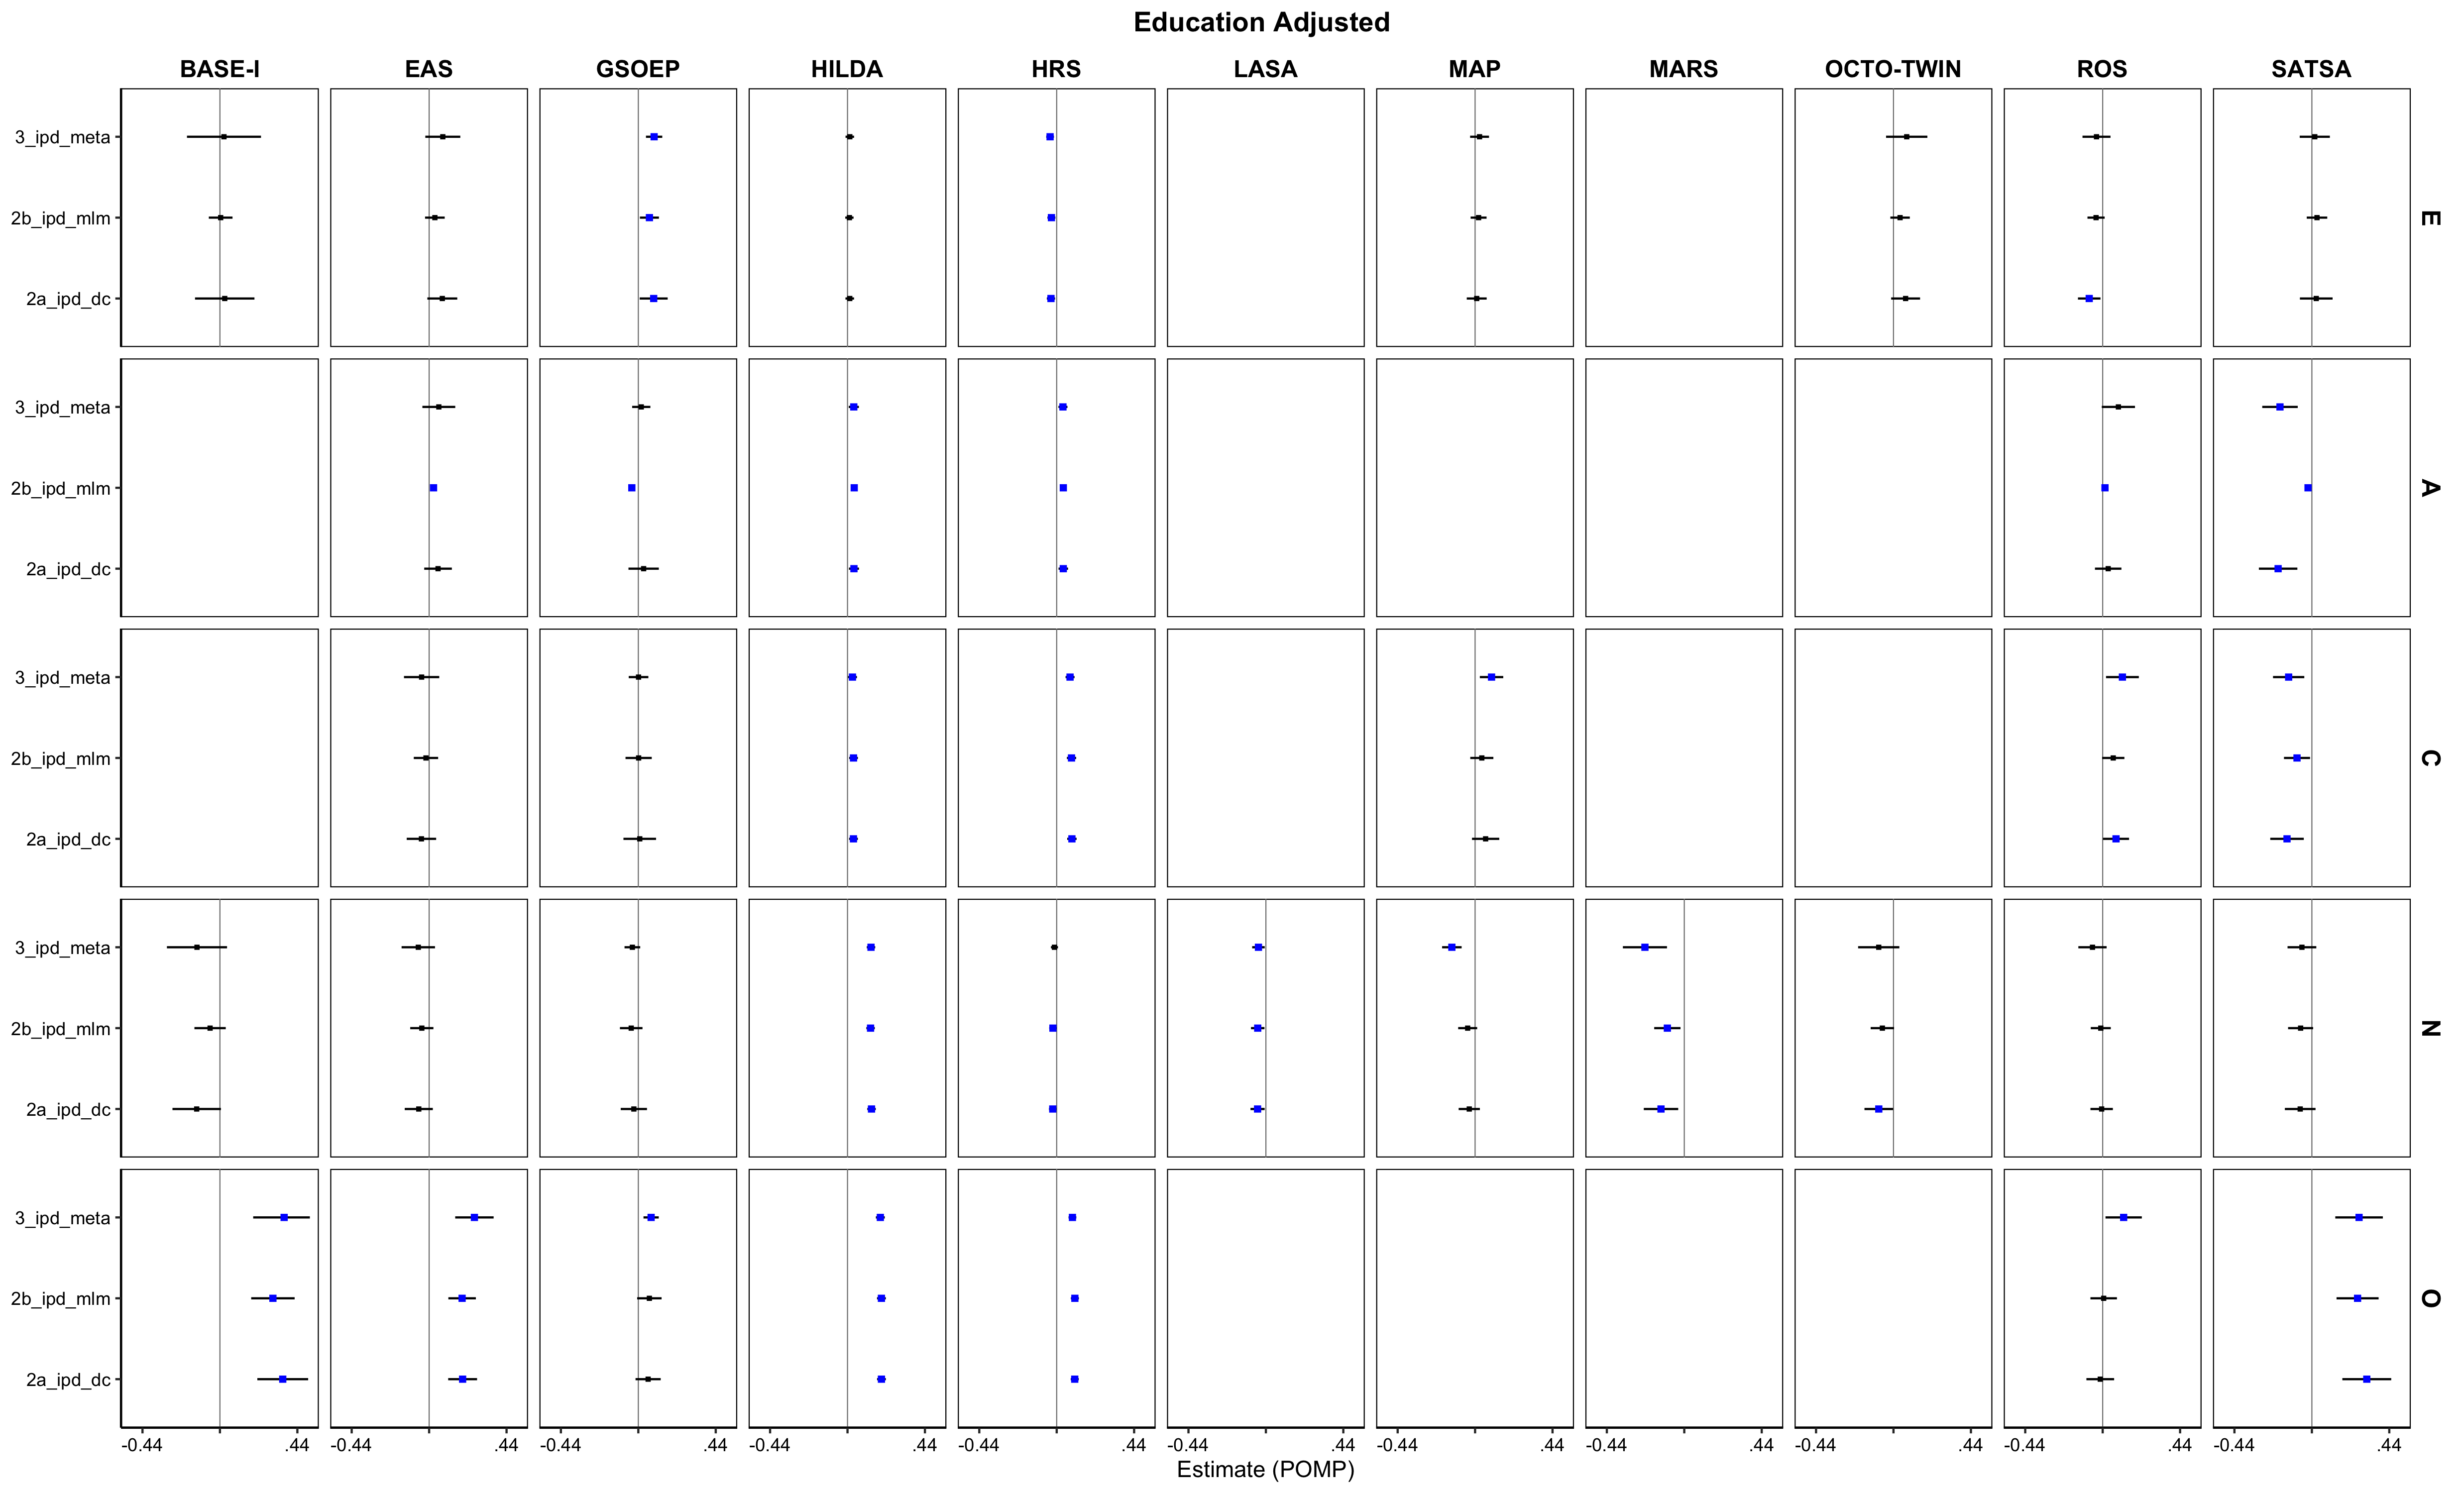 Education Adjusted
BASE-I EAS GSOEP HILDA HRS LASA MAP MARS OCTO-TWIN ROS SATSA
3_ipd_meta
2b_ipd_mlm
2a_ipd_dc
E
3_ipd_meta
2b_ipd_mlm
2a_ipd_dc
A
3_ipd_meta
2b_ipd_mlm
2a_ipd_dc
C
3_ipd_meta
2b_ipd_mlm
2a_ipd_dc
N
3_ipd_meta
2b_ipd_mlm
2a_ipd_dc
O
-0.44 .44 -0.44 .44 -0.44 .44 -0.44 .44 -0.44 .44 -0.44 .44 -0.44 .44 -0.44 .44 -0.44 .44 -0.44 .44 -0.44 .44
Estimate (POMP)